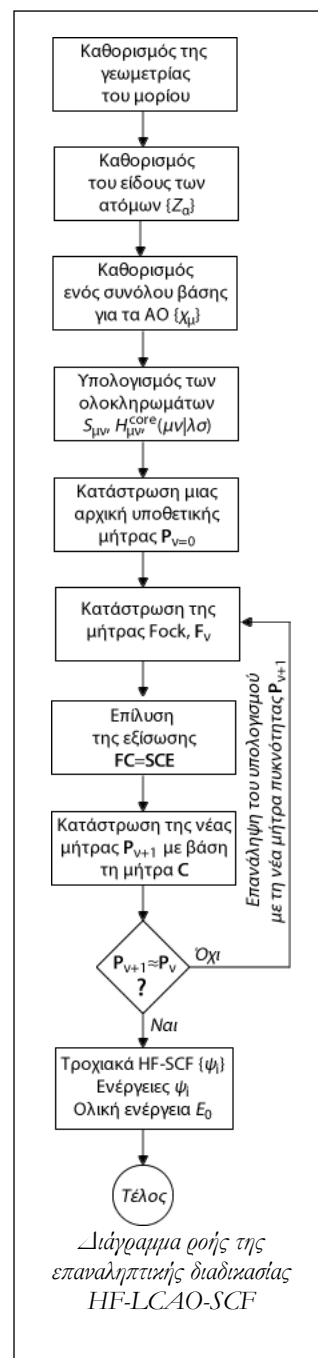 Καθορισμός της
γεωμετρίας
του μορίου
Καθορισμός
του είδους των
ατόμων {Zα}
Καθορισμός
ενός συνόλου βάσης
για τα ΑΟ {χμ}
Υπολογισμός των
ολοκληρωμάτων
Sμν, Hμν^core(μν|λσ)
Κατάστρωση μιας
αρχική υποθετικής
μήτρας Pν=0
Κατάστρωση της
μήτρας Fock, Fν
Επίλυση
της εξίσωσης
FC=SCE
Κατάστρωση της νέας
μήτρας Pν+1 με βάση
τη μήτρα C
Pν+1≈Pν
?
Όχι
Επανάληψη του υπολογισμού
με τη νέα μήτρα πυκνότητας Pν+1
Ναι
Τροχιακά HF-SCF {ψi}
Ενέργειες ψi
Ολική ενέργεια E0
Τέλος
Διάγραμμα ροής της
επαναληπτικής διαδικασίας
HF-LCAO-SCF